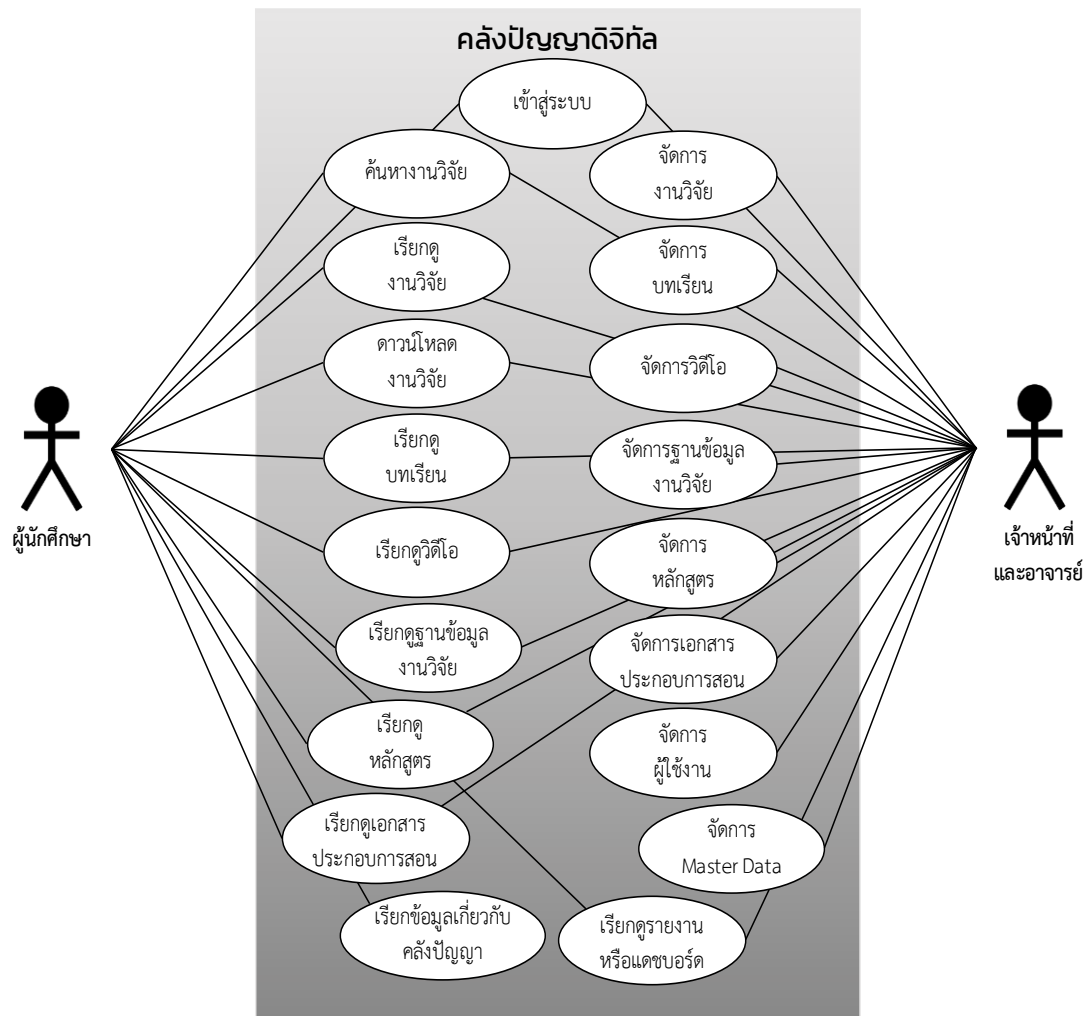 คลังปัญญาดิจิทัล
เข้าสู่ระบบ
ค้นหางานวิจัย
จัดการ
งานวิจัย
เรียกดู
งานวิจัย
จัดการ
บทเรียน
ดาวน์โหลด
งานวิจัย
จัดการวิดีโอ
เรียกดู
บทเรียน
จัดการฐานข้อมูล
งานวิจัย
ผู้นักศึกษา
เรียกดูวิดีโอ
จัดการ
หลักสูตร
เจ้าหน้าที่
และอาจารย์
เรียกดูฐานข้อมูล
งานวิจัย
จัดการเอกสาร
ประกอบการสอน
เรียกดู
หลักสูตร
จัดการ
ผู้ใช้งาน
เรียกดูเอกสาร
ประกอบการสอน
จัดการ
Master Data
เรียกข้อมูลเกี่ยวกับ
คลังปัญญา
เรียกดูรายงาน
หรือแดชบอร์ด